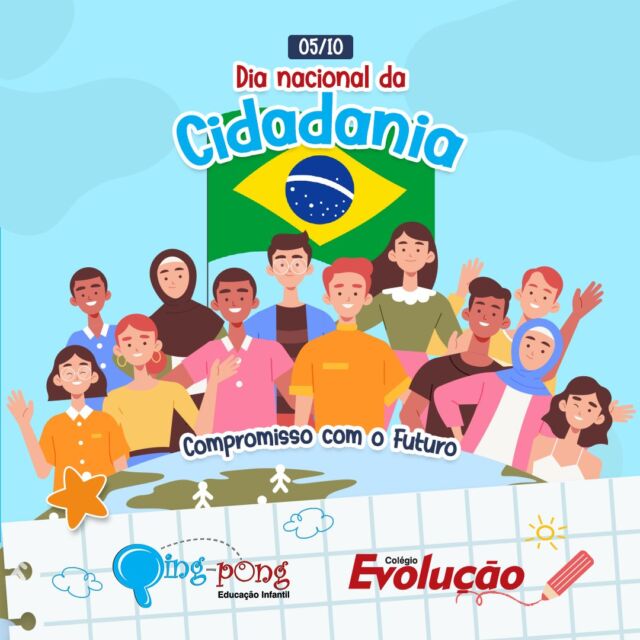 05/10
Dia nacional da
Cidadania
Compromisso com o Futuro
Ping-pong
Educação Infantil
Colégio
Evolução